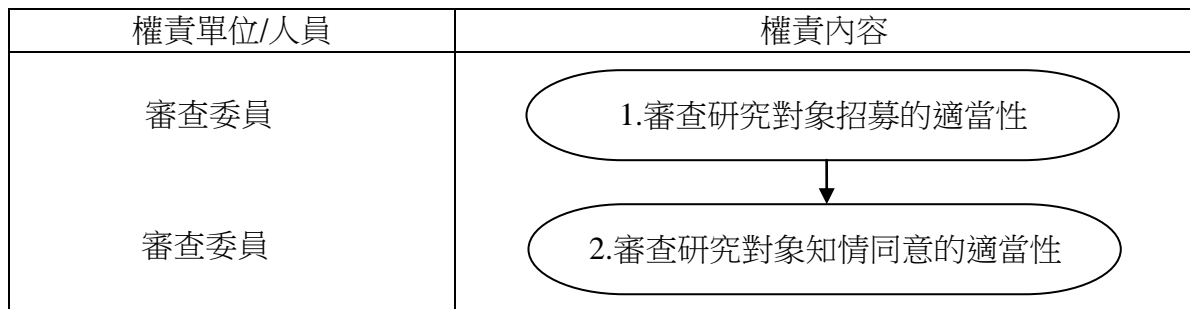 權責單位/人員 權責內容
審查委員 1.審查研究對象招募的適當性
審查委員 2.審查研究對象知情同意的適當性